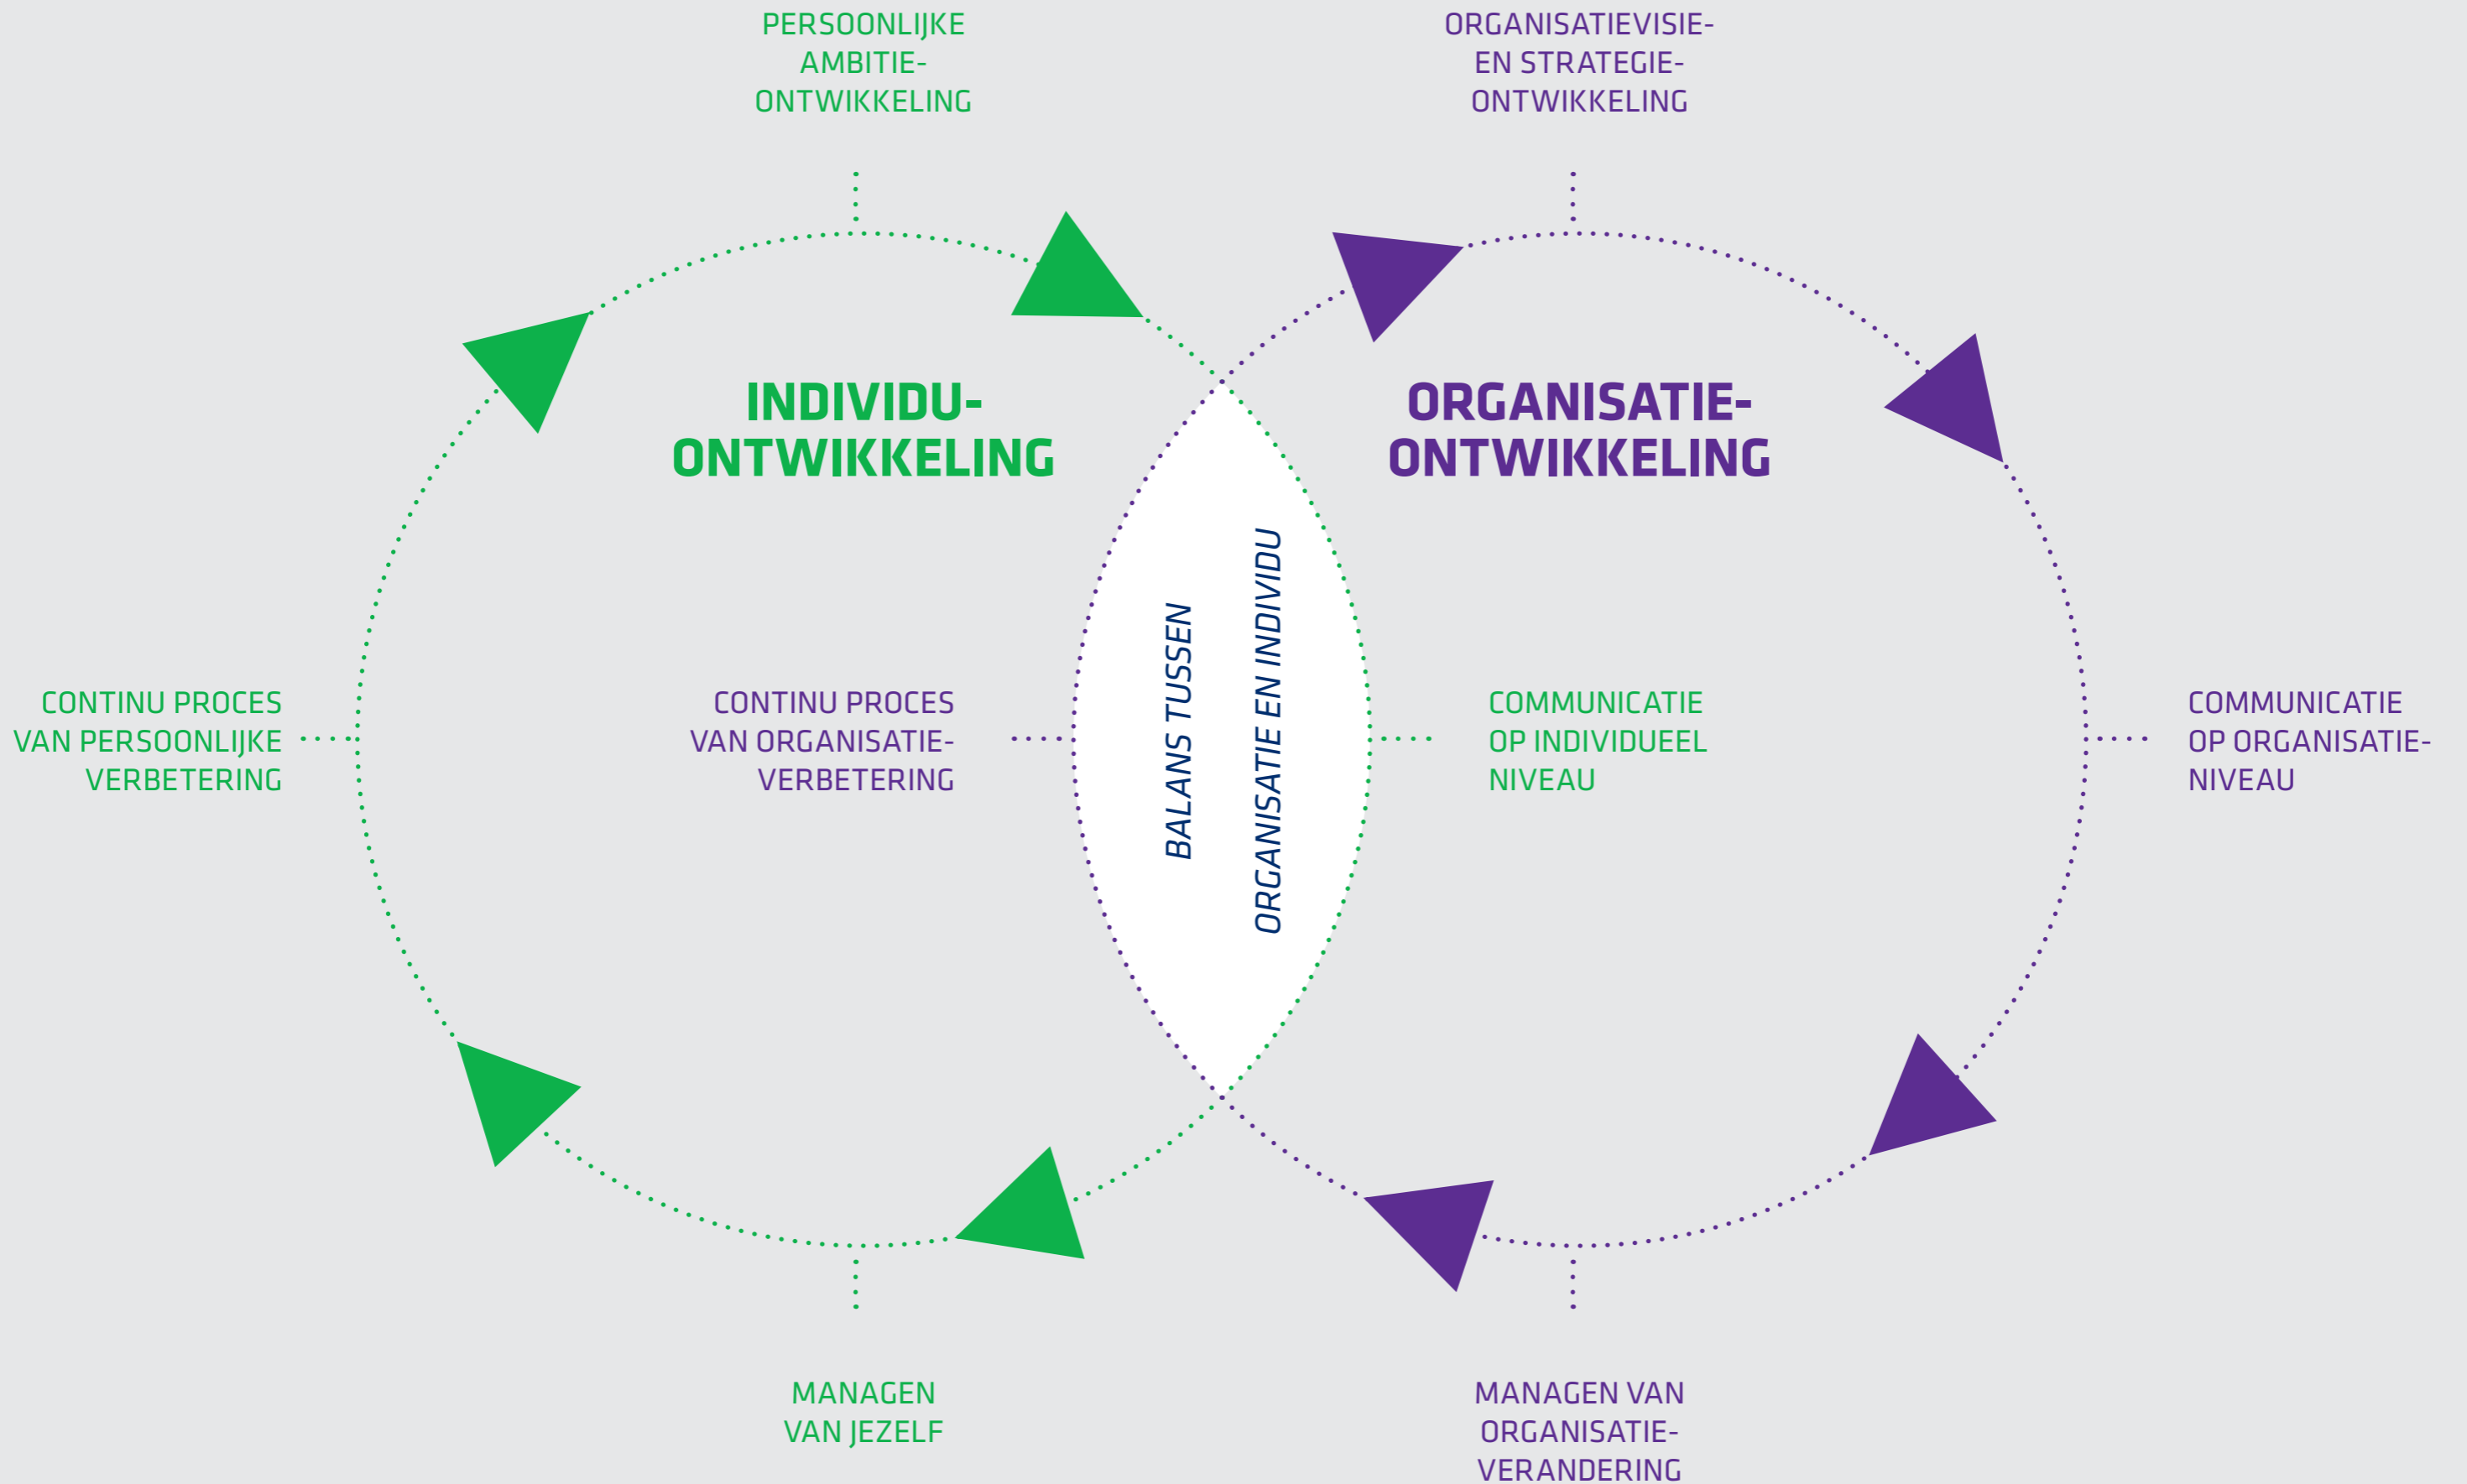 PERSOONLIJKE
AMBITIE-
ONTWIKKELING
ORGANISATIEVISIE-
EN STRATEGIE-
ONTWIKKELING
INDIVIDU-
ONTWIKKELING
ORGANISATIE-
ONTWIKKELING
CONTINU PROCES
VAN PERSOONLIJKE
VERBETERING
CONTINU PROCES
VAN ORGANISATIE-
VERBETERING
BALANS TUSSEN
ORGANISATIE EN INDIVIDU
COMMUNICATIE
OP INDIVIDUEEL
NIVEAU
COMMUNICATIE
OP ORGANISATIE-
NIVEAU
MANAGEN
VAN JEZELF
MANAGEN VAN
ORGANISATIE-
VERANDERING